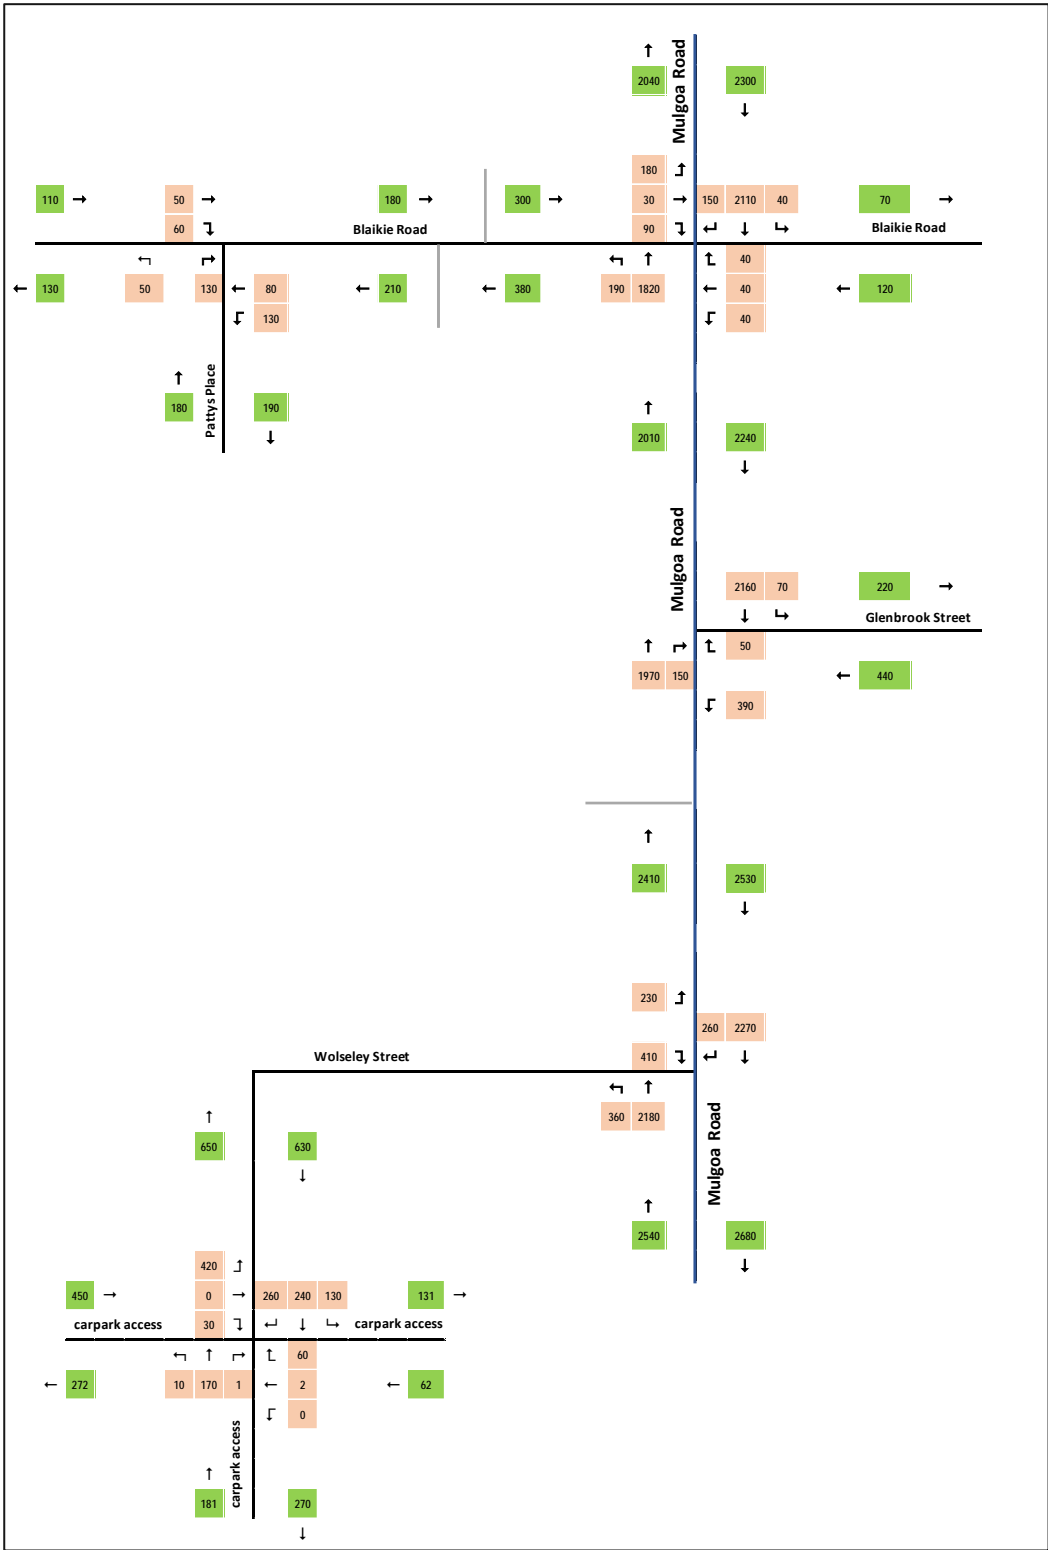 Mulgoa Road
2040 2300
180
110 50 180 300 30 150 2110 40 70
60 90
Blaikie Road Blaikie Road
40
130 50 130 80 210 380 190 1820 40 120
130 40
Pattys Place
180 190
2010 2240
Mulgoa Road
2160 70 220
Glenbrook Street
50
1970 150 440
390
2410 2530
230
260 2270
Wolseley Street 410
360 2180
650 630
Mulgoa Road
2540 2680
420
450 0 260 240 130 131
carpark access 30 carpark access
60
272 10 170 1 2 62
0
carpark access
181 270